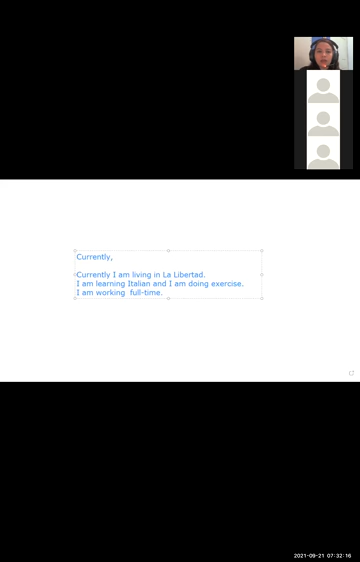 Currently,
Currently I am living in La Libertad.
I am learning Italian and I am doing exercise.
I am working  full-time.
2021-09-21 07:32:16